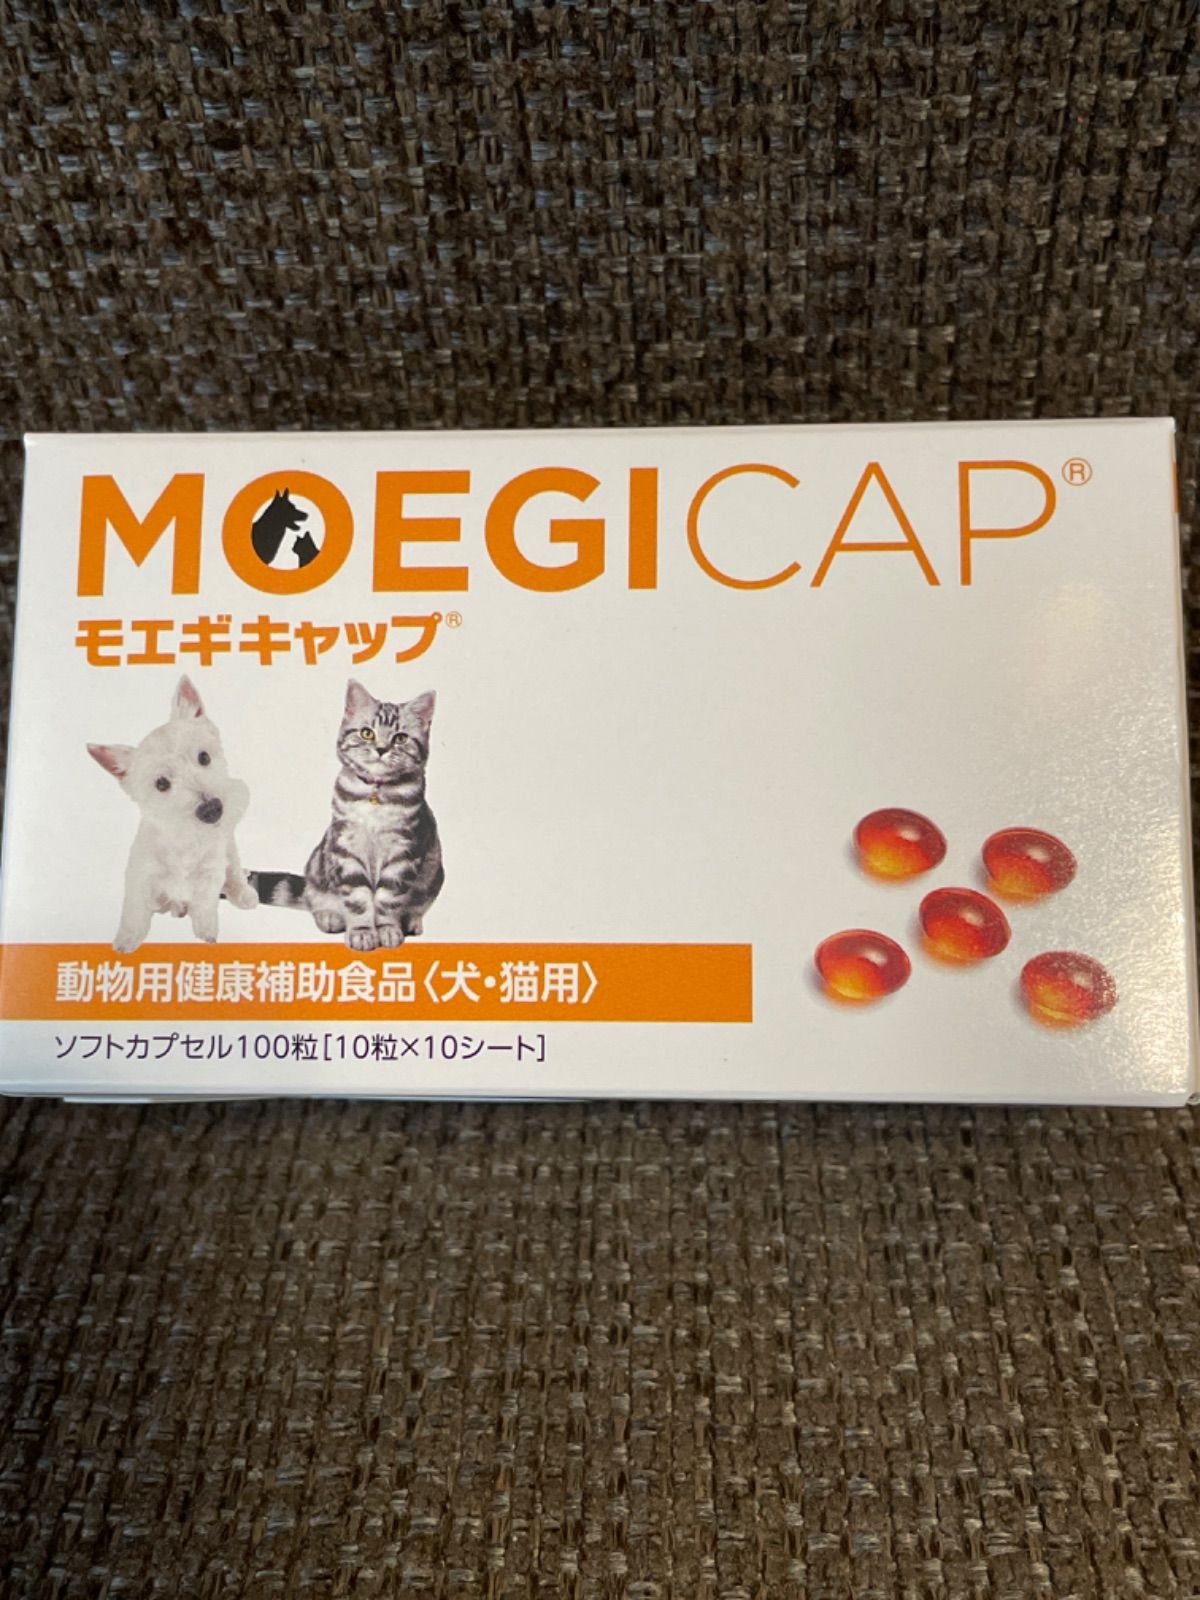 MOEGICAP®
モエギキャップ®
動物用健康補助食品〈犬・猫用〉
ソフトカプセル100粒[10粒×10シート]